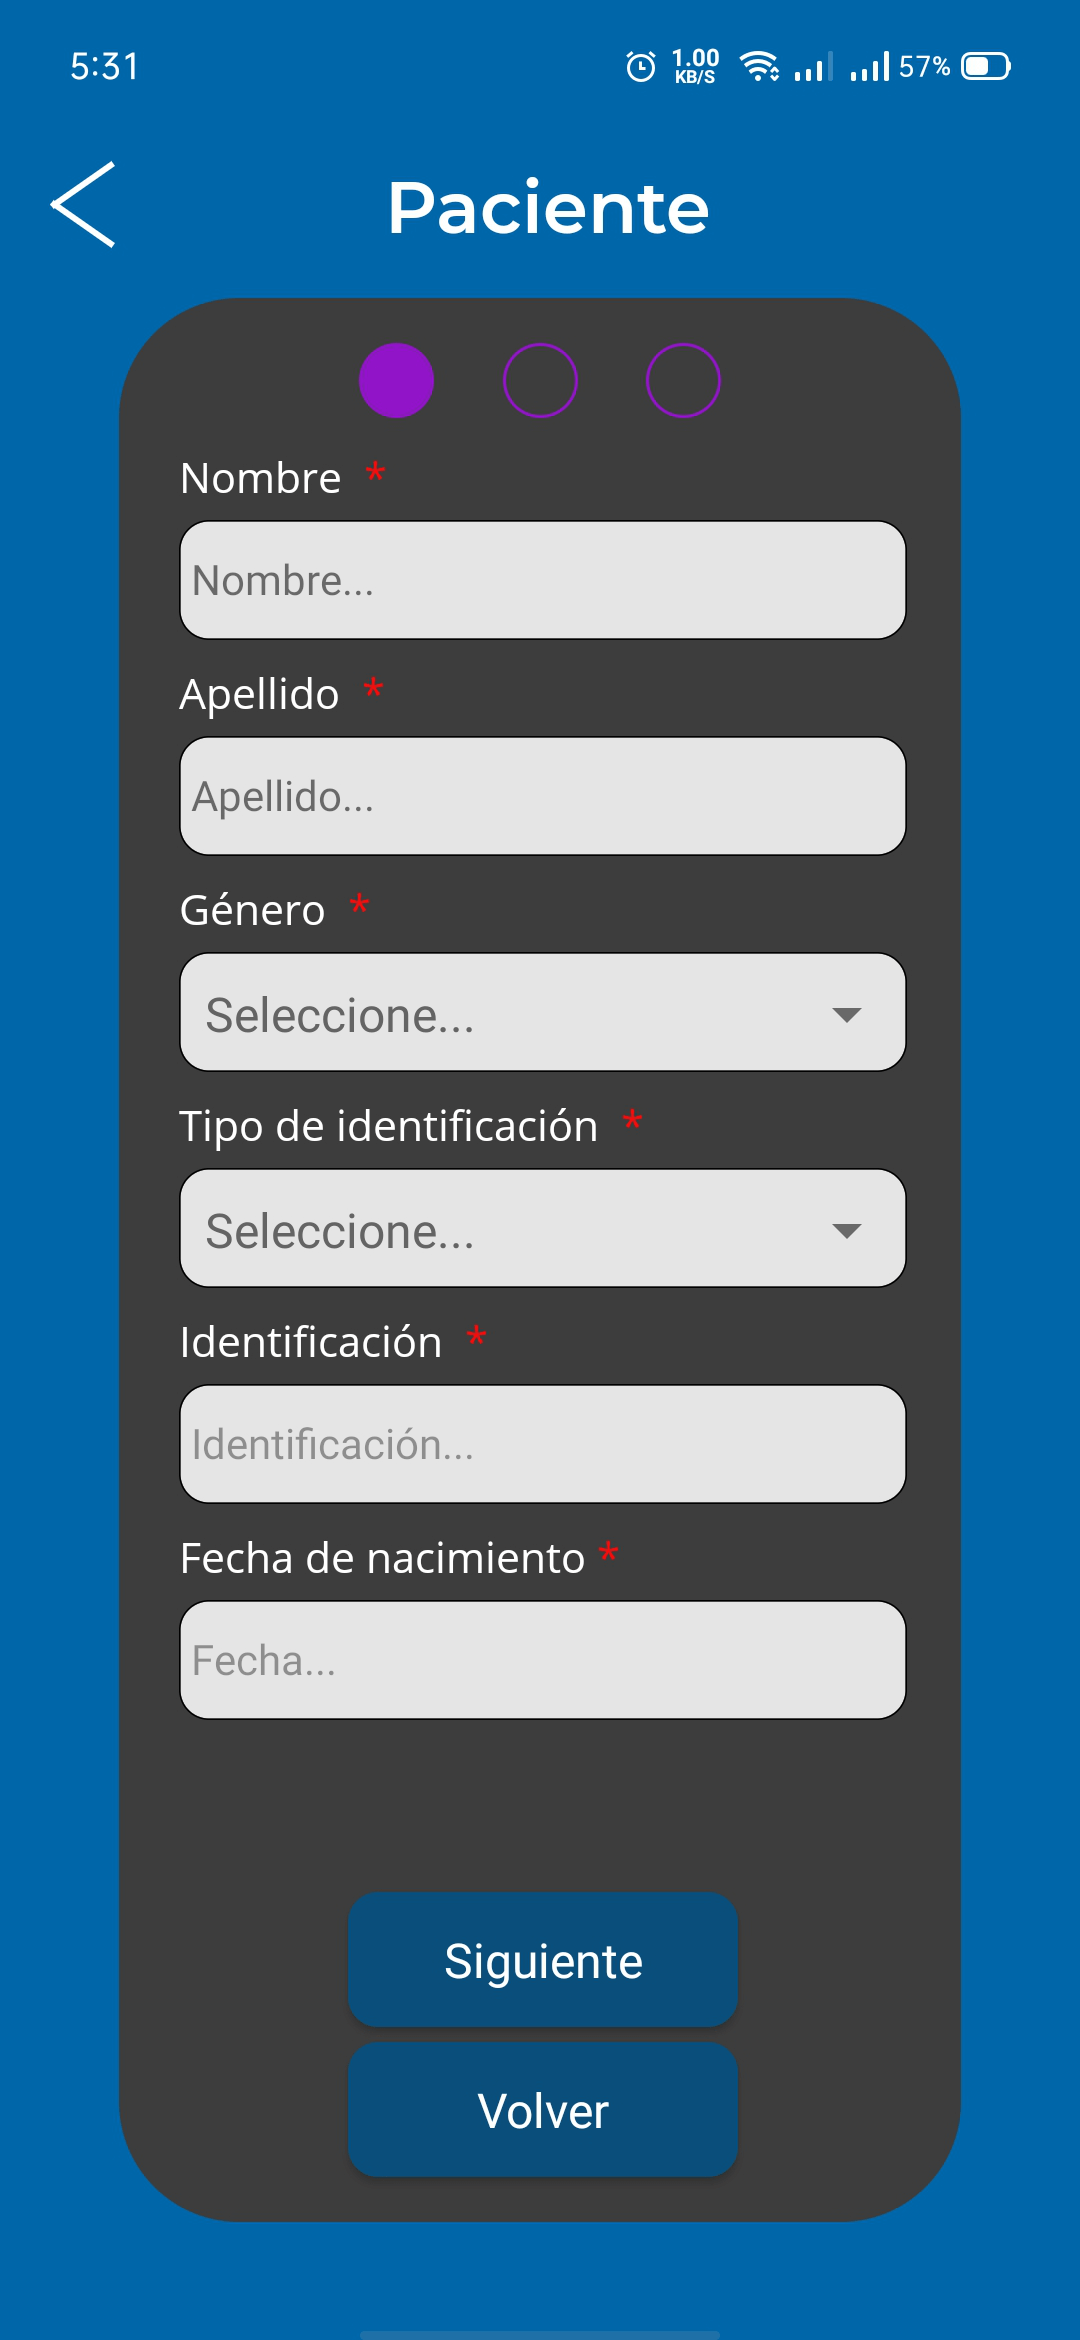 5:31
1.00
KB/S
57%
Paciente
Nombre *
Nombre...
Apellido *
Apellido...
Género *
Seleccione...
Tipo de identificación *
Seleccione...
Identificación *
Identificación...
Fecha de nacimiento *
Fecha...
Siguiente
Volver